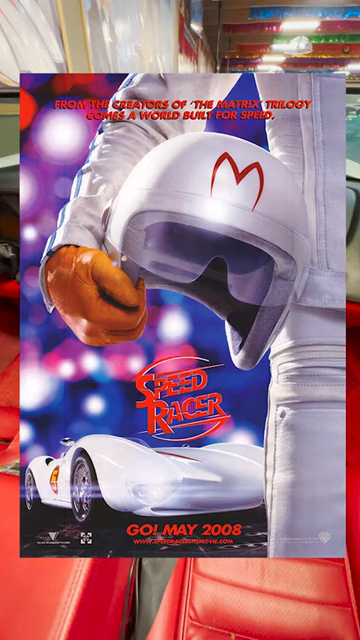 FROM THE CREATORS OF 'THE MATRIX' TRILOGY
COMES A WORLD BUILT FOR SPEED.
M
SPEED
RACER
GO! MAY 2008
WWW.SPEEDRACERTHEMOVIE.COM